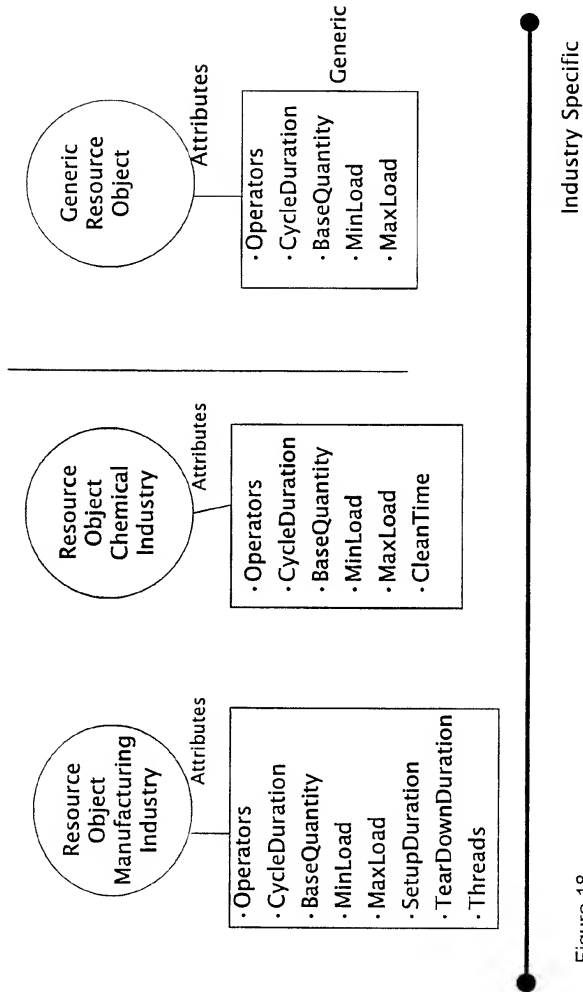 Resource
Object
Manufacturing
Industry
Attributes
· Operators
· CycleDuration
· BaseQuantity
· MinLoad
· MaxLoad
· SetupDuration
· TearDownDuration
· Threads
Resource
Object
Chemical
Industry
Attributes
· Operators
· CycleDuration
· BaseQuantity
· MinLoad
· MaxLoad
· CleanTime
Generic
Resource
Object
Attributes
· Operators
· CycleDuration
· BaseQuantity
· MinLoad
· MaxLoad
Generic
Industry Specific
Figure 18